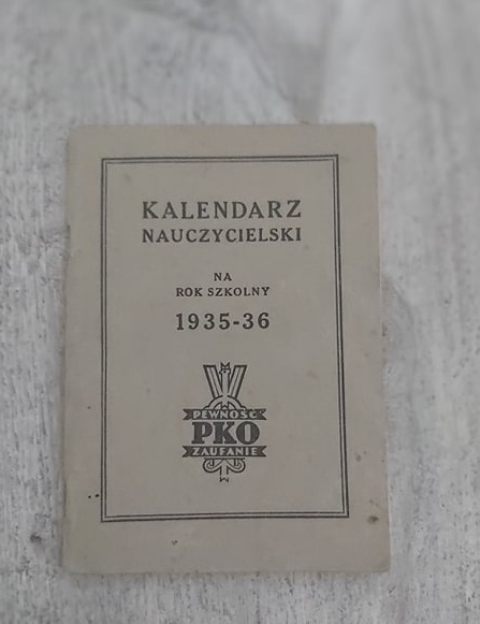 KALENDARZ
NAUCZYCIELSKI
NA
ROK SZKOLNY
1935-36
PEWNOŚĆ
PKO
ZAUFANIE